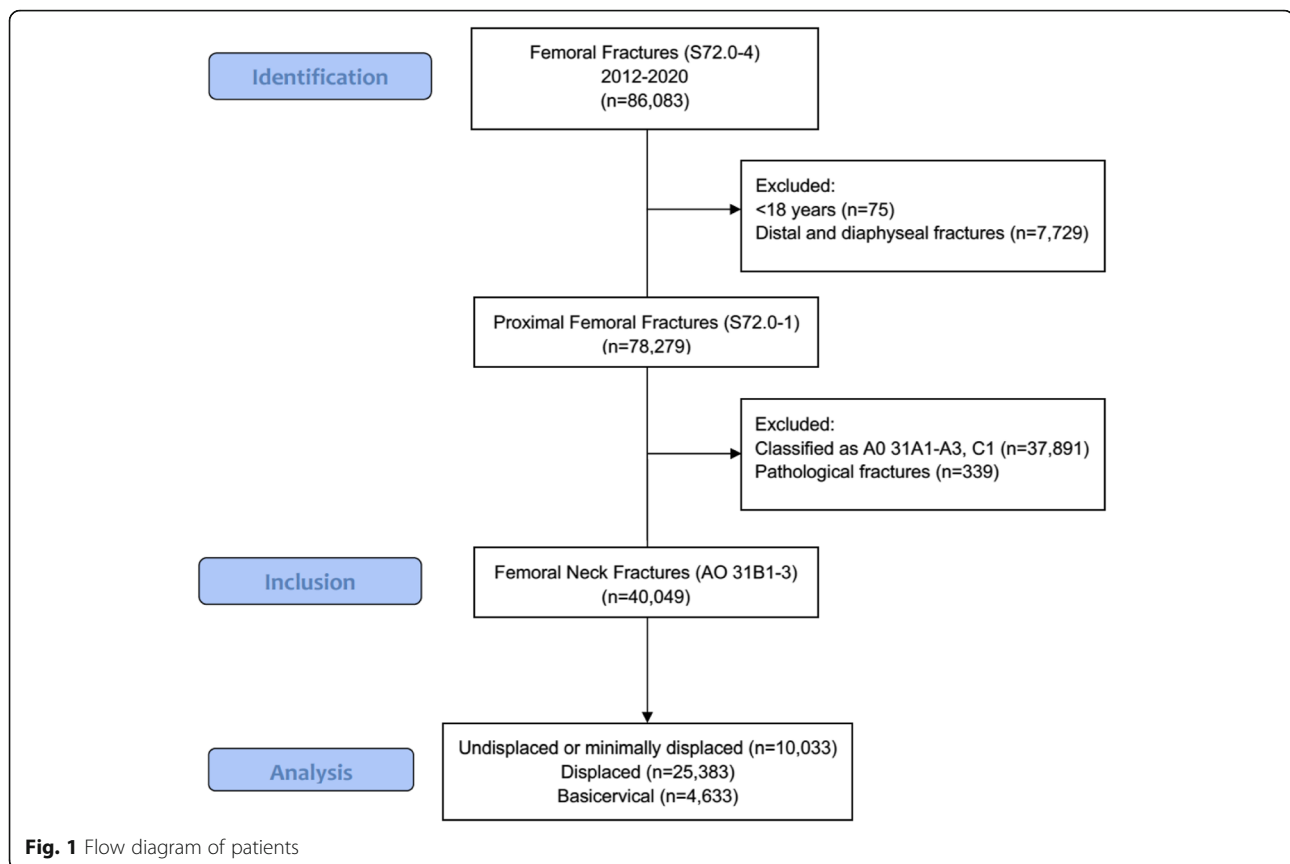 Identification
Femoral Fractures (S72.0-4)
2012-2020
(n=86,083)
Excluded:
<18 years (n=75)
Distal and diaphyseal fractures (n=7,729)
Proximal Femoral Fractures (S72.0-1)
(n=78,279)
Excluded:
Classified as A0 31A1-A3, C1 (n=37,891)
Pathological fractures (n=339)
Inclusion
Femoral Neck Fractures (AO 31B1-3)
(n=40,049)
Analysis
Undisplaced or minimally displaced (n=10,033)
Displaced (n=25,383)
Basicervical (n=4,633)
Fig. 1 Flow diagram of patients